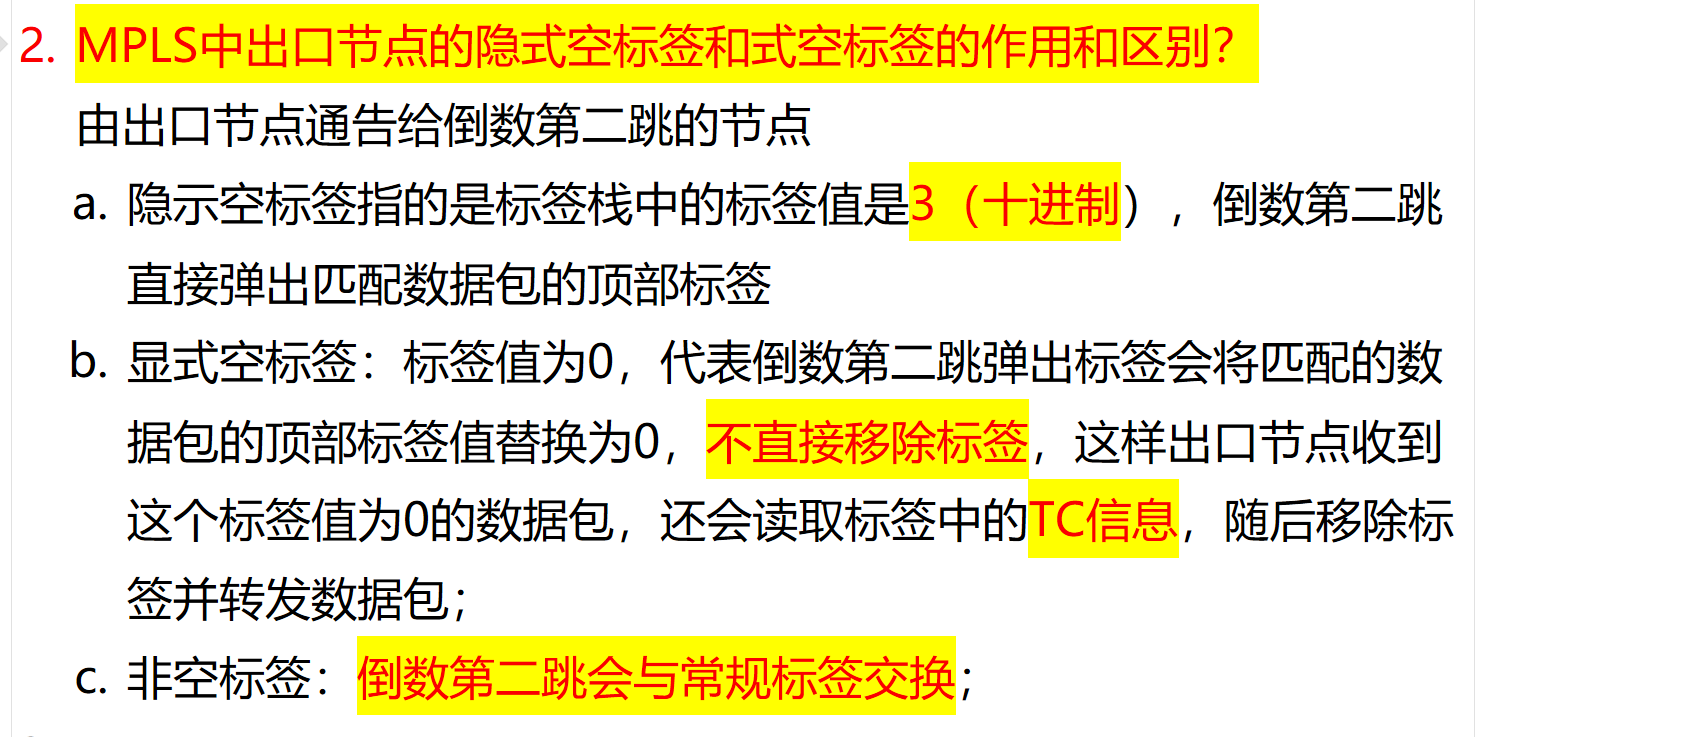 2. MPLS中出口节点的隐式空标签和式空标签的作用和区别？
由出口节点通告给倒数第二跳的节点
a. 隐示空标签指的是标签栈中的标签值是3（十进制），倒数第二跳
直接弹出匹配数据包的顶部标签
b. 显式空标签：标签值为0，代表倒数第二跳弹出标签会将匹配的数
据包的顶部标签值替换为0，不直接移除标签，这样出口节点收到
这个标签值为0的数据包，还会读取标签中的TC信息，随后移除标
签并转发数据包；
c. 非空标签：倒数第二跳会与常规标签交换；